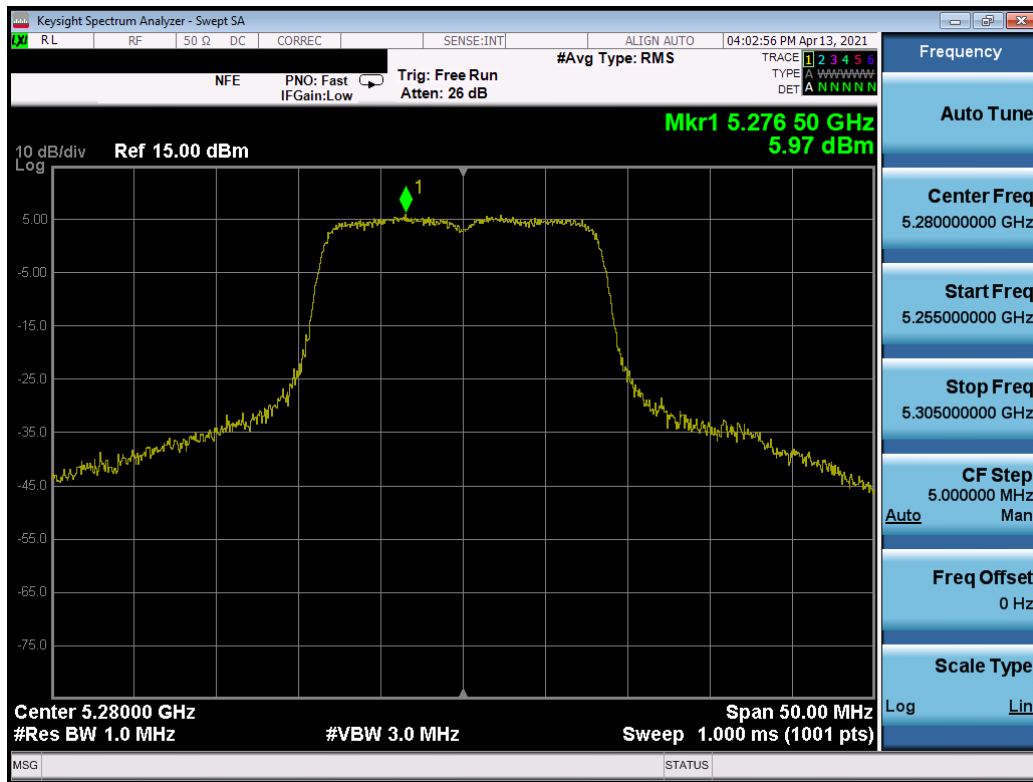 Keysight Spectrum Analyzer - Swept SA
LXI RL RF 50 Ω DC CORREC SENSE:INT ALIGN AUTO 04:02:56 PM Apr 13, 2021
NFE PNO: Fast IFGain:Low
Trig: Free Run
Atten: 26 dB
#Avg Type: RMS
TRACE 1 2 3 4 5 6
TYPE A WWWWW
DET A N N N N N
Mkr1 5.276 50 GHz
5.97 dBm
10 dB/div Ref 15.00 dBm
Log
1
5.00
-5.00
-15.0
-25.0
-35.0
-45.0
-55.0
-65.0
-75.0
Center 5.28000 GHz Span 50.00 MHz
#Res BW 1.0 MHz #VBW 3.0 MHz Sweep 1.000 ms (1001 pts)
MSG STATUS
Frequency
Auto Tune
Center Freq
5.280000000 GHz
Start Freq
5.255000000 GHz
Stop Freq
5.305000000 GHz
CF Step
5.000000 MHz
Auto Man
Freq Offset
0 Hz
Scale Type
Log Lin